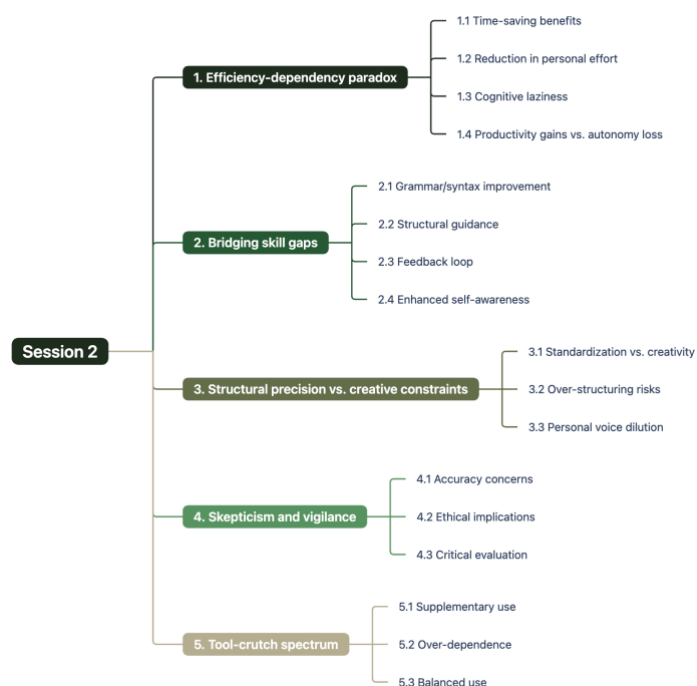 1.1 Time-saving benefits
1. Efficiency-dependency paradox
1.2 Reduction in personal effort
1.3 Cognitive laziness
1.4 Productivity gains vs. autonomy loss
2. Bridging skill gaps
2.1 Grammar/syntax improvement
2.2 Structural guidance
2.3 Feedback loop
2.4 Enhanced self-awareness
Session 2
3. Structural precision vs. creative constraints
3.1 Standardization vs. creativity
3.2 Over-structuring risks
3.3 Personal voice dilution
4. Skepticism and vigilance
4.1 Accuracy concerns
4.2 Ethical implications
4.3 Critical evaluation
5. Tool-crutch spectrum
5.1 Supplementary use
5.2 Over-dependence
5.3 Balanced use